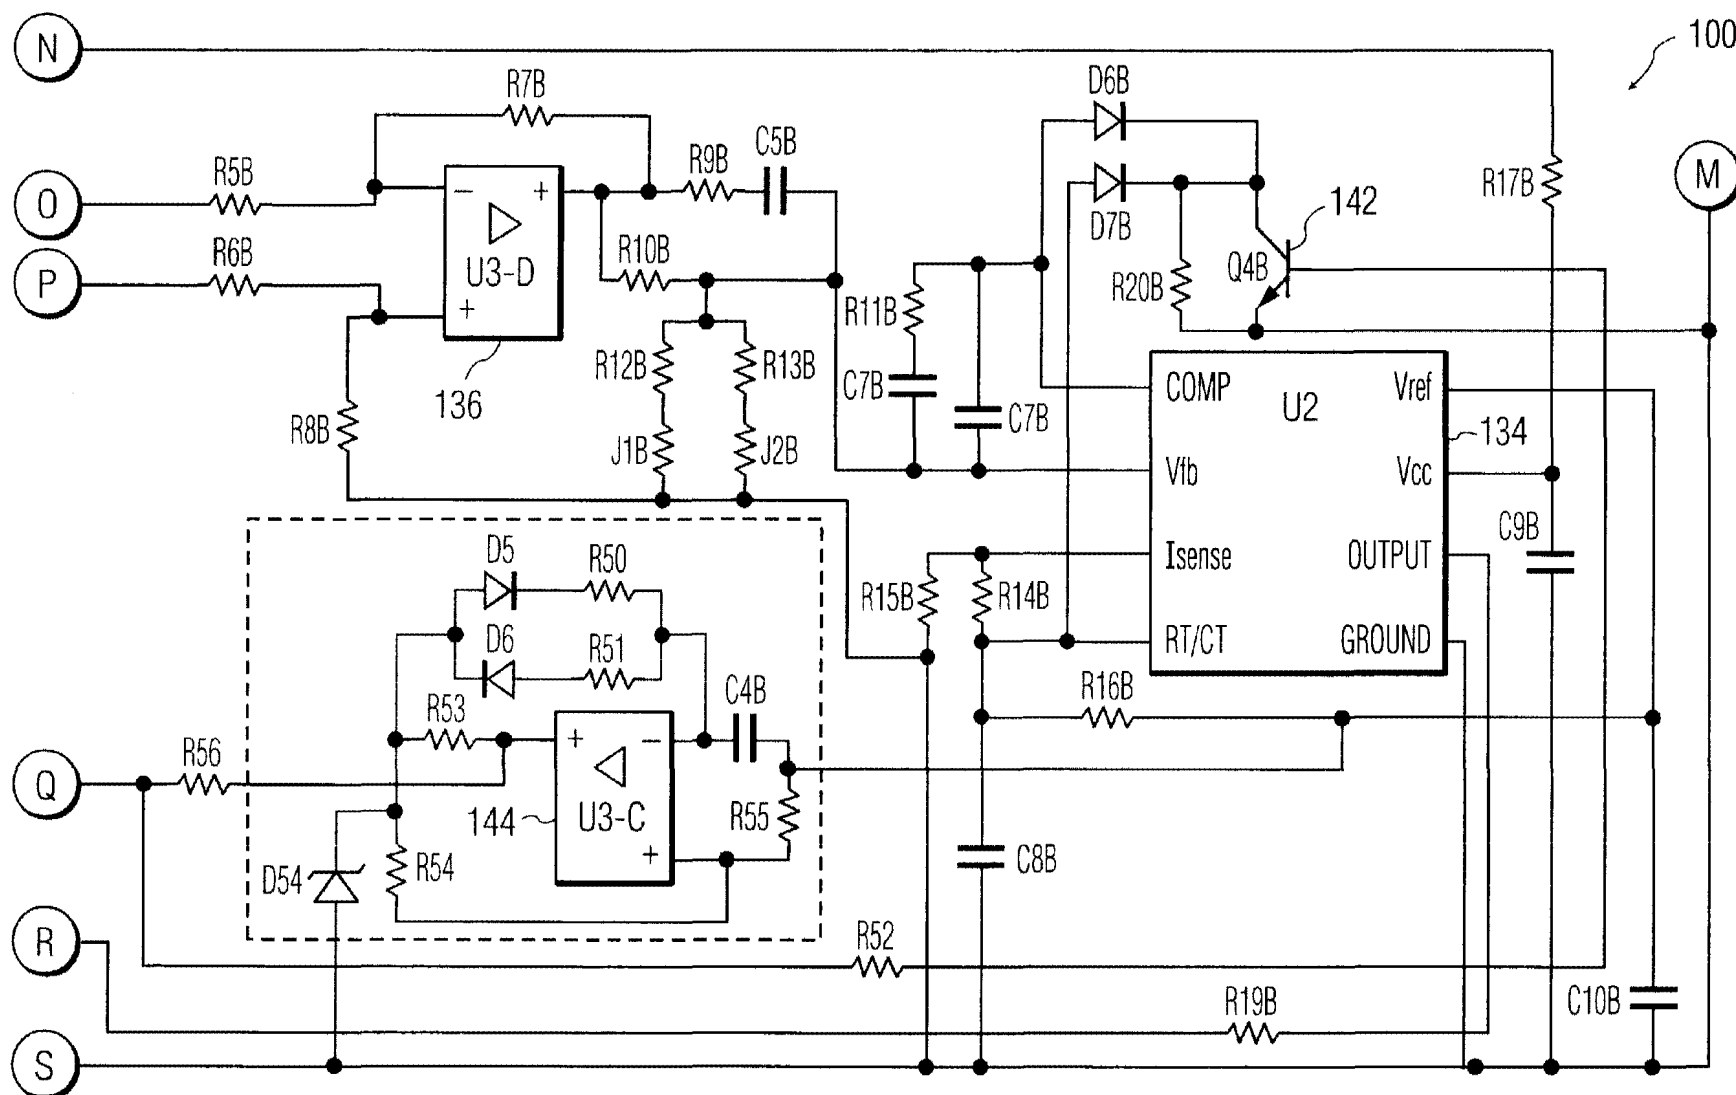 N
100
R7B
D6B
C5B
R9B
R5B
O
−
+
R17B
M
D7B
142
R10B
U3-D
R6B
P
+
Q4B
R20B
R11B
R12B
R13B
136
C7B
C7B
COMP
Vref
U2
R8B
J1B
J2B
134
Vfb
Vcc
C9B
D5
R50
Isense
OUTPUT
R15B
R14B
D6
R51
RT/CT
GROUND
C4B
R16B
R53
R56
+
−
Q
144
U3-C
R55
+
D54
R54
C8B
R
R52
R19B
C10B
S